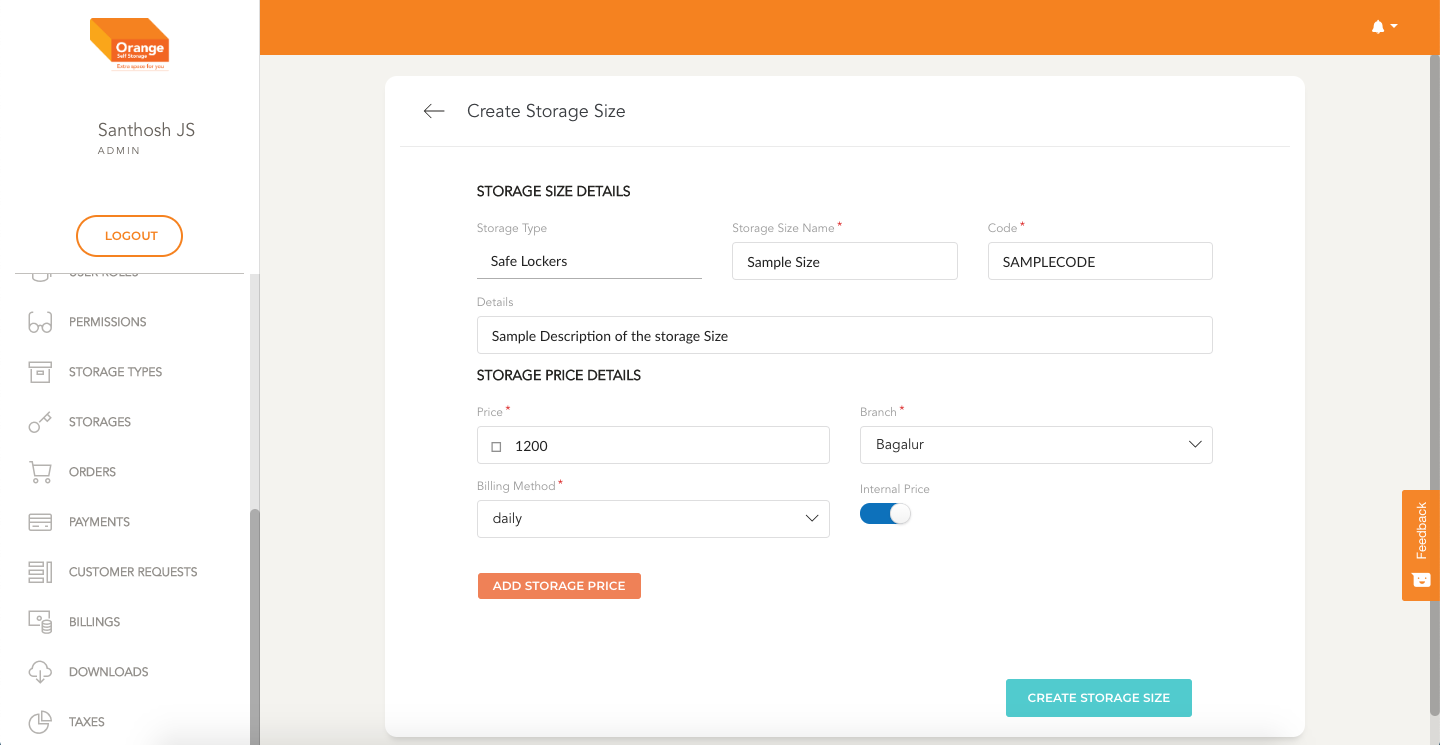 Orange
Self Storage
Extra space for you
Santhosh JS
ADMIN
LOGOUT
USER ROLES
PERMISSIONS
STORAGE TYPES
STORAGES
ORDERS
PAYMENTS
CUSTOMER REQUESTS
BILLINGS
DOWNLOADS
TAXES
Create Storage Size
STORAGE SIZE DETAILS
Storage Type
Storage Size Name *
Code *
Safe Lockers
Sample Size
SAMPLECODE
Details
Sample Description of the storage Size
STORAGE PRICE DETAILS
Price *
Branch *
1200
Bagalur
Billing Method *
Internal Price
daily
ADD STORAGE PRICE
CREATE STORAGE SIZE
Feedback